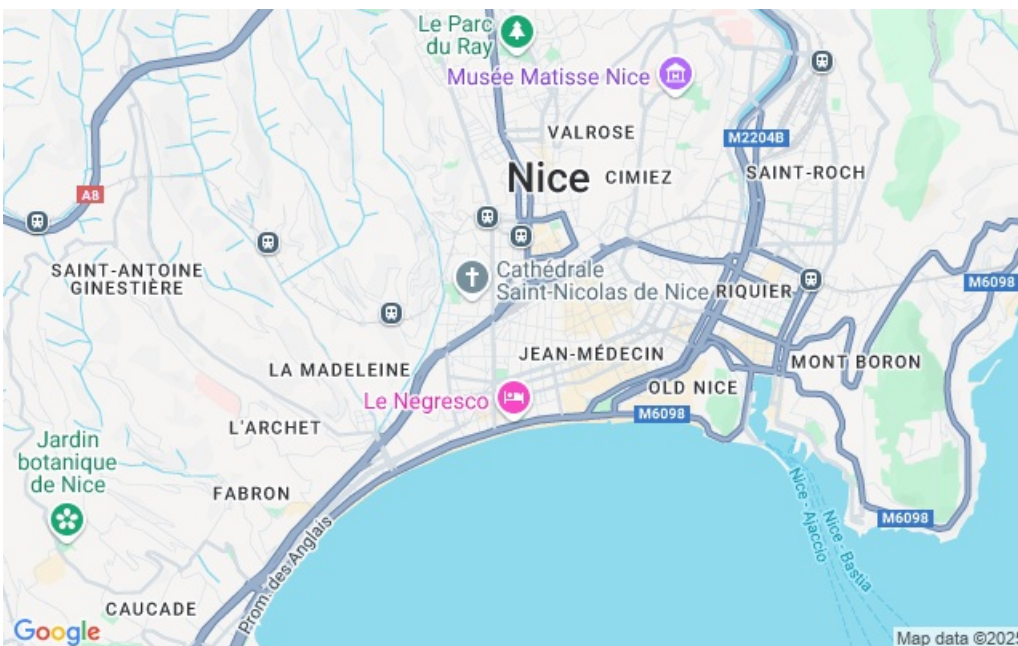 Le Parc
du Ray
Musée Matisse Nice
VALROSE
M2204B
Nice
CIMIEZ
SAINT-ROCH
A8
SAINT-ANTOINE
GINESTIÈRE
Cathédrale
Saint-Nicolas de Nice
RIQUIER
M6098
JEAN-MÉDECIN
MONT BORON
LA MADELEINE
OLD NICE
Le Negresco
M6098
L'ARCHET
Jardin
botanique
de Nice
FABRON
Nice - Ajaccio
Nice - Bastia
M6098
Prom. des Anglais
CAUCADE
Google
Map data ©2025